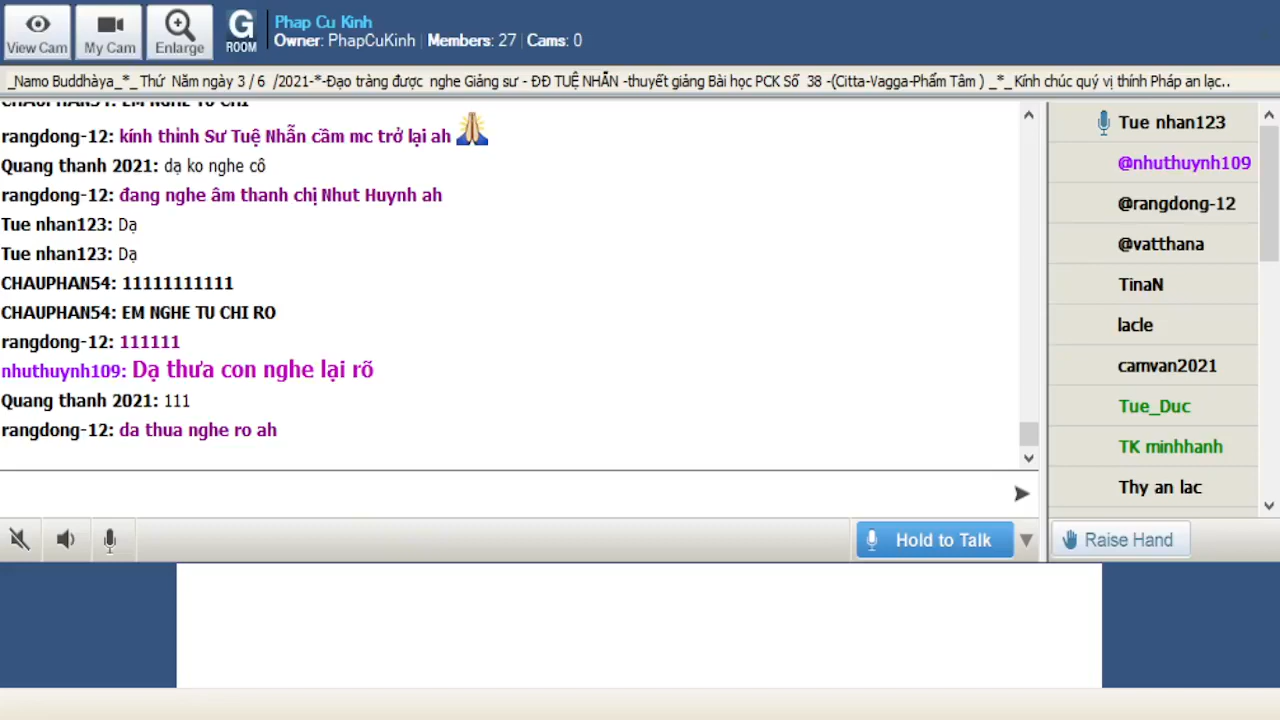 View Cam
My Cam
Enlarge
G
ROOM
Phap Cu Kinh
Owner: PhapCuKinh | Members: 27 | Cams: 0
_Namo Buddhàya_*_ Thứ Năm ngày 3 / 6 /2021-*-Đạo tràng được nghe Giảng sư - ĐĐ TUỆ NHẪN -thuyết giảng Bài học PCK Số 38 -(Citta-Vagga-Phẩm Tâm ) _*_ Kính chúc quý vị thính Pháp an lạc..
rangdong-12: kính thỉnh Sư Tuệ Nhẫn cầm mc trở lại ah
Quang thanh 2021: dạ ko nghe cô
rangdong-12: đang nghe âm thanh chị Nhut Huynh ah
Tue nhan123: Dạ
Tue nhan123: Dạ
CHAUPHAN54: 11111111111
CHAUPHAN54: EM NGHE TU CHI RO
rangdong-12: 111111
nhuthuynh109: Dạ thưa con nghe lại rõ
Quang thanh 2021: 111
rangdong-12: da thua nghe ro ah
Tue nhan123
@nhuthuynh109
@rangdong-12
@vatthana
TinaN
lacle
camvan2021
Tue_Duc
TK minhhanh
Thy an lac
Hold to Talk
Raise Hand